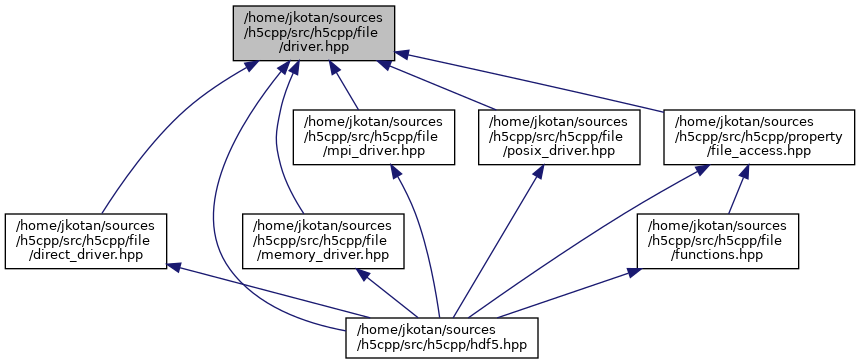 /home/jkotan/sources
/h5cpp/src/h5cpp/file
/driver.hpp
/home/jkotan/sources
/h5cpp/src/h5cpp/file
/mpi_driver.hpp
/home/jkotan/sources
/h5cpp/src/h5cpp/file
/posix_driver.hpp
/home/jkotan/sources
/h5cpp/src/h5cpp/property
/file_access.hpp
/home/jkotan/sources
/h5cpp/src/h5cpp/file
/direct_driver.hpp
/home/jkotan/sources
/h5cpp/src/h5cpp/file
/memory_driver.hpp
/home/jkotan/sources
/h5cpp/src/h5cpp/file
/functions.hpp
/home/jkotan/sources
/h5cpp/src/h5cpp/hdf5.hpp